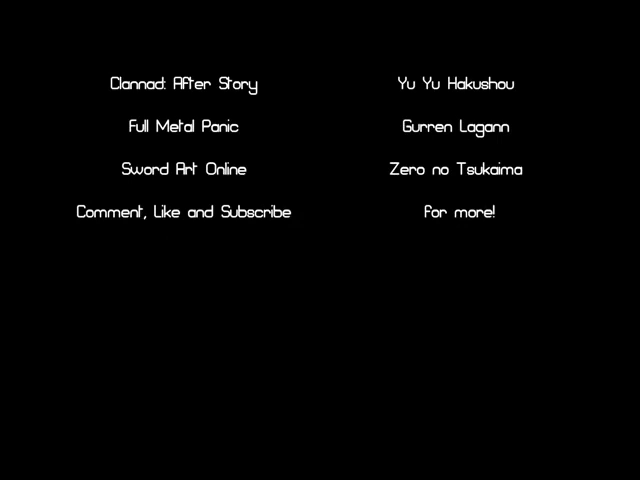 Clannad: After Story
Yu Yu Hakushou
Full Metal Panic
Gurren Lagann
Sword Art Online
Zero no Tsukaima
Comment, Like and Subscribe
for more!